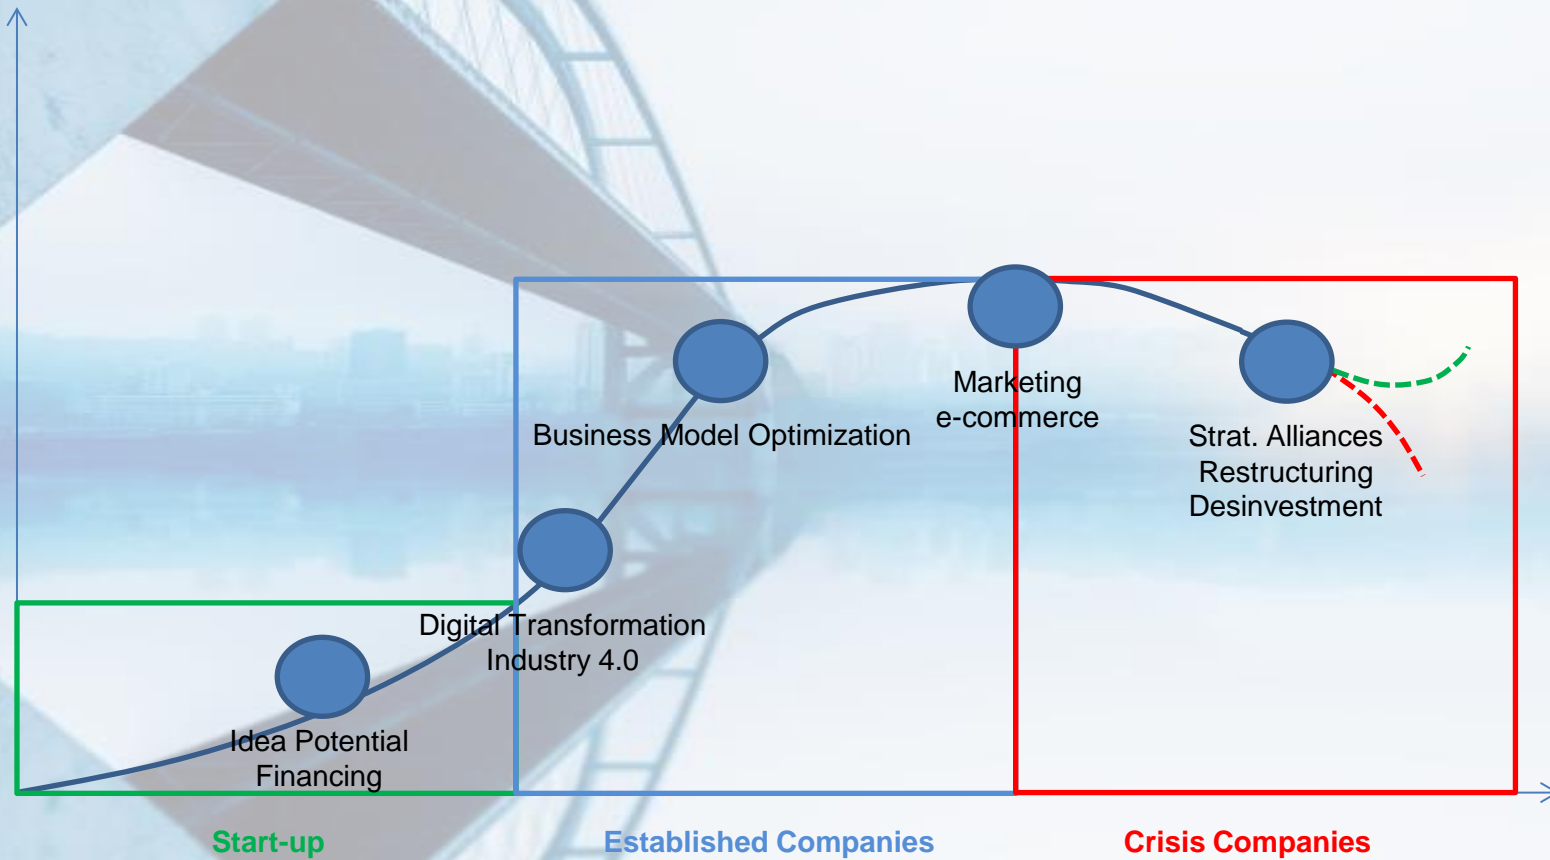 Marketing
e-commerce
Business Model Optimization
Strat. Alliances
Restructuring
Desinvestment
Digital Transformation
Industry 4.0
Idea Potential
Financing
Start-up
Established Companies
Crisis Companies